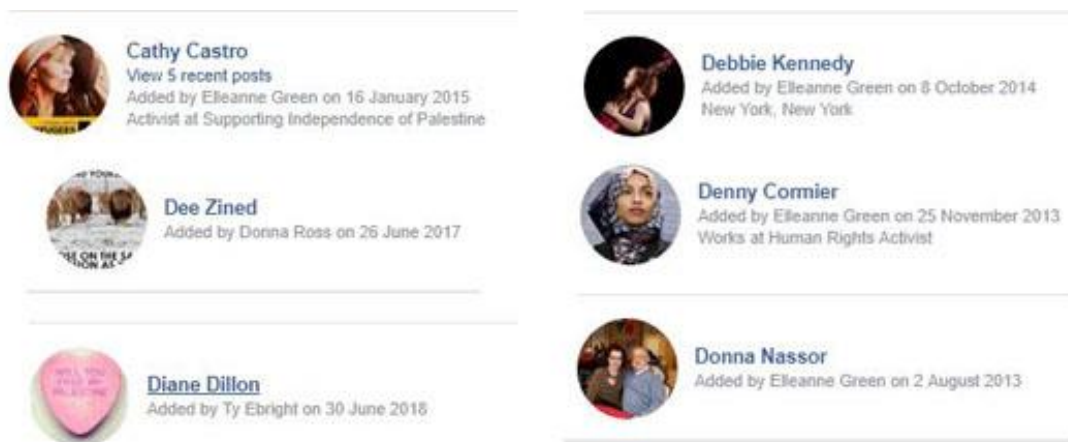 Cathy Castro
View 5 recent posts
Added by Elleanne Green on 16 January 2015
Activist at Supporting Independence of Palestine
Dee Zined
Added by Donna Ross on 26 June 2017
Diane Dillon
Added by Ty Ebright on 30 June 2018
Debbie Kennedy
Added by Elleanne Green on 8 October 2014
New York, New York
Denny Cormier
Added by Elleanne Green on 25 November 2013
Works at Human Rights Activist
Donna Nassor
Added by Elleanne Green on 2 August 2013